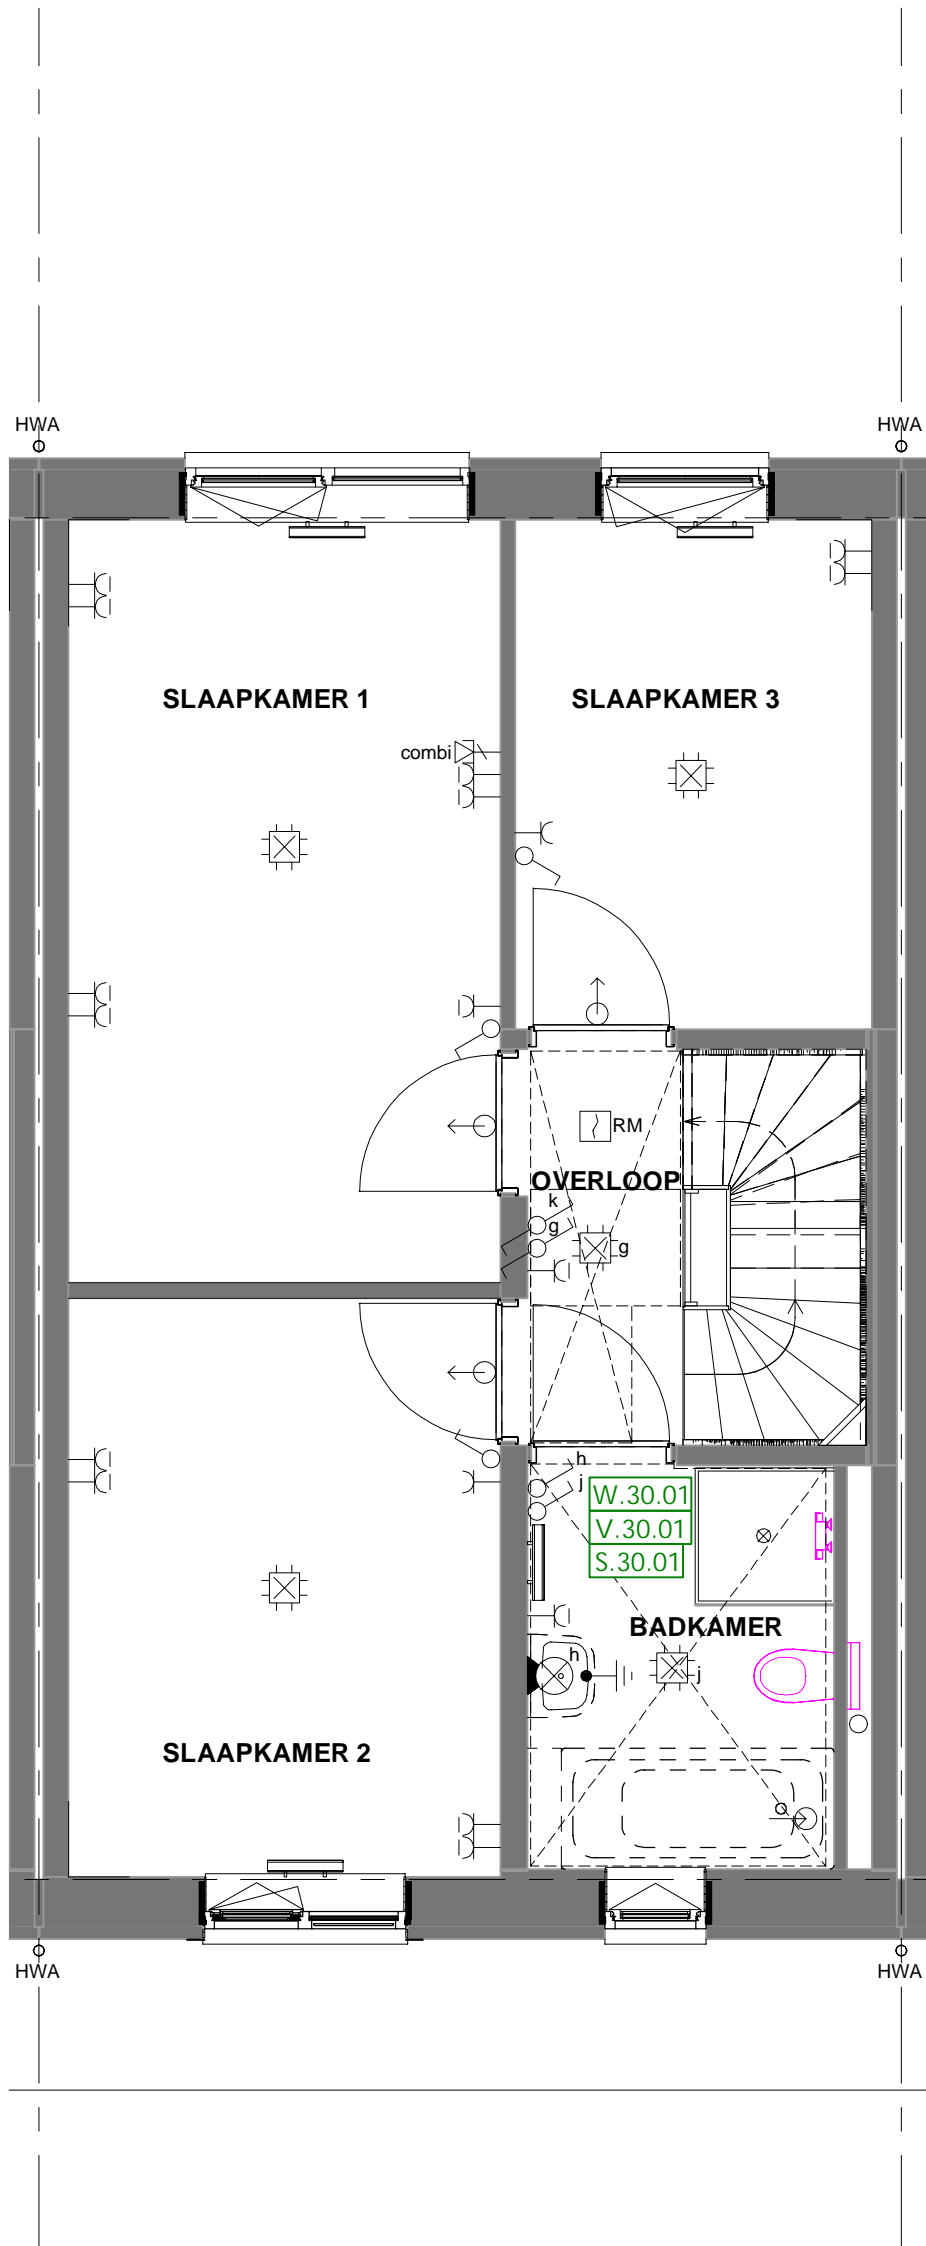 HWA
HWA
SLAAPKAMER 1
SLAAPKAMER 3
combi
RM
OVERLOOP
k
g
g
h
j
W.30.01
V.30.01
S.30.01
BADKAMER
h
j
SLAAPKAMER 2
HWA
HWA